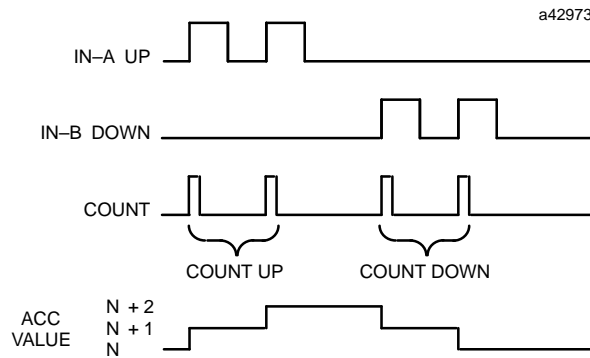 a42973
IN–A UP
IN–B DOWN
COUNT
COUNT UP
COUNT DOWN
ACC
VALUE
N + 2
N + 1
N